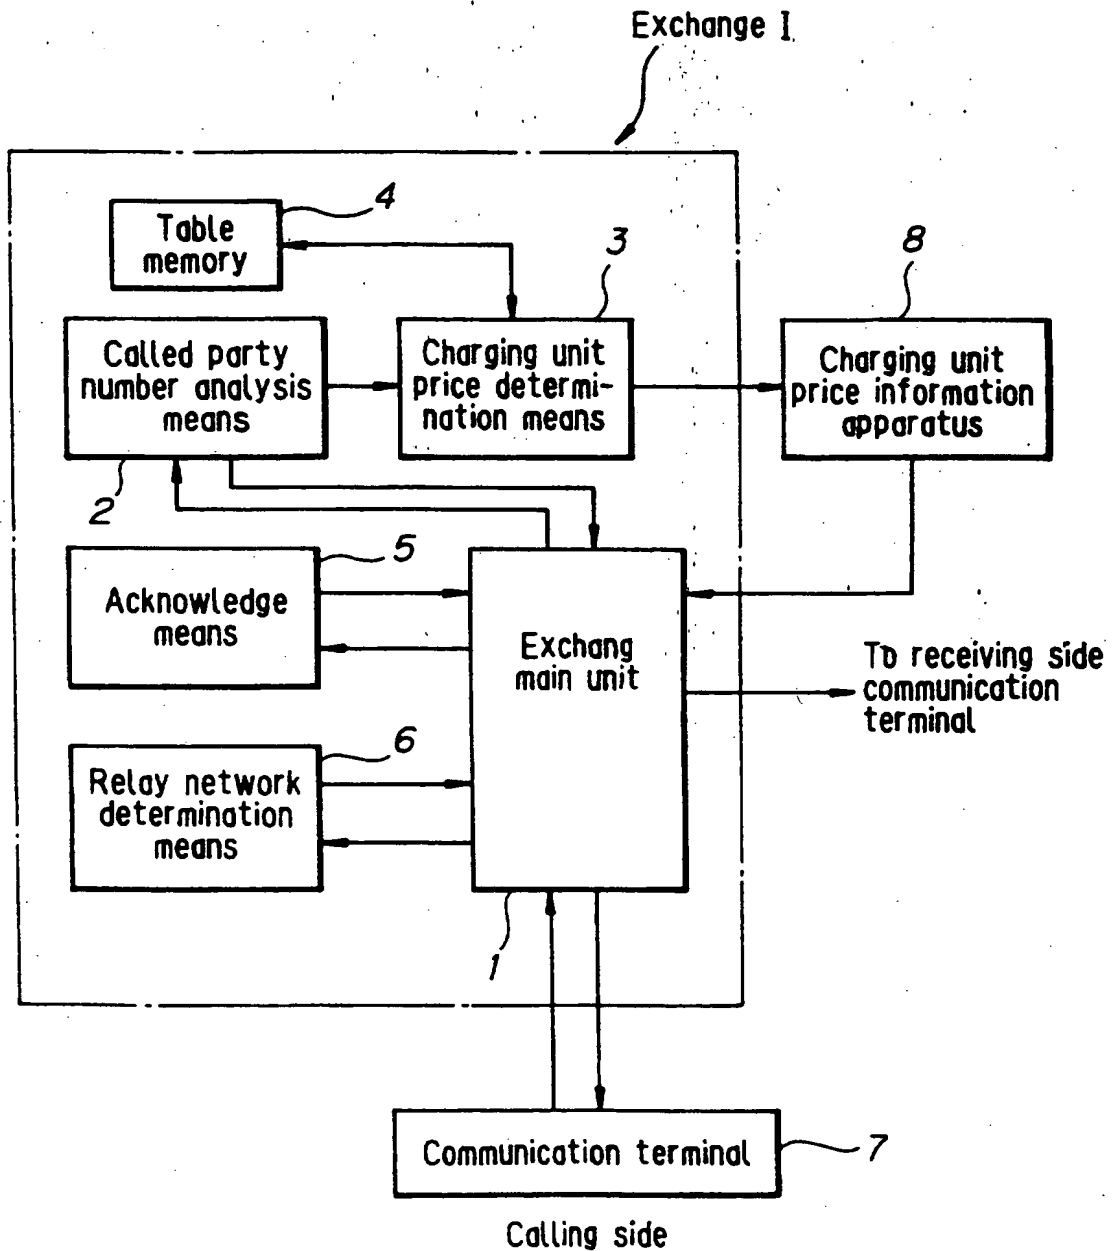 Exchange I
4
Table
memory
3
8
Called party
number analysis
means
Charging unit
price determi-
nation means
Charging unit
price information
apparatus
2
5
Acknowledge
means
Exchang
main unit
To receiving side
communication
terminal
6
Relay network
determination
means
1
Communication terminal
7
Calling side